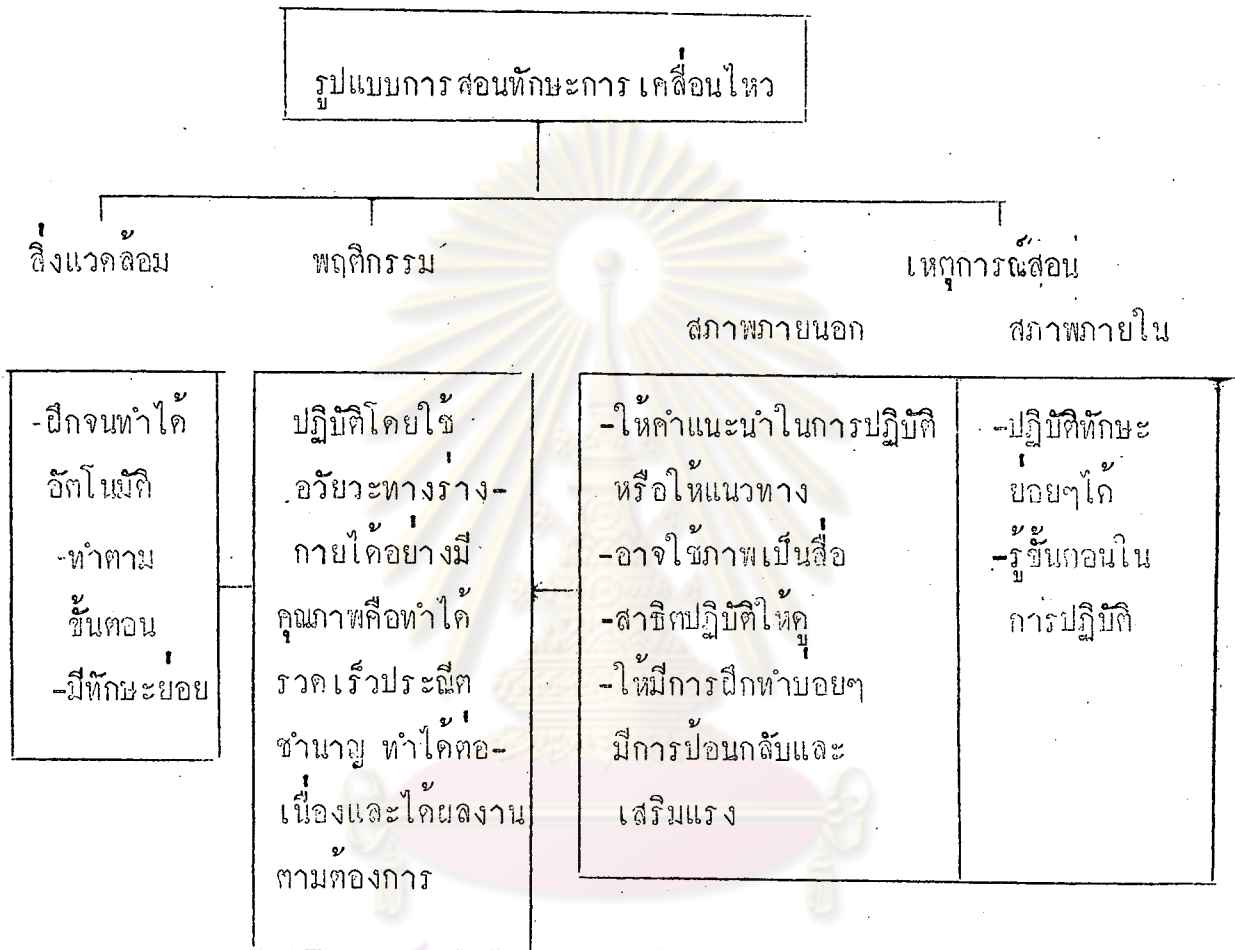 รูปแบบการสอนทักษะการเคลื่อนไหว
สิ่งแวดล้อม
พฤติกรรม
เหตุการณ์สอน
สภาพภายนอก
สภาพภายใน
-ฝึกจนทำได้
อัตโนมัติ
-ทำตาม
ขั้นตอน
-มีทักษะย่อย
ปฏิบัติโดยใช้
อวัยวะทางร่าง-
กายได้อย่างมี
คุณภาพคือทำได้
รวดเร็วประณีต
ชำนาญ ทำได้ต่อ-
เนื่องและได้ผลงาน
ตามต้องการ
-ให้คำแนะนำในการปฏิบัติ
หรือให้แนวทาง
-อาจใช้ภาพเป็นสื่อ
-สาธิตปฏิบัติให้ดู
-ให้มีการฝึกทำบอยๆ
มีการป้อนกลับและ
เสริมแรง
-ปฏิบัติทักษะ
ย่อยๆได้
-รู้ขั้นตอนใน
การปฏิบัติ